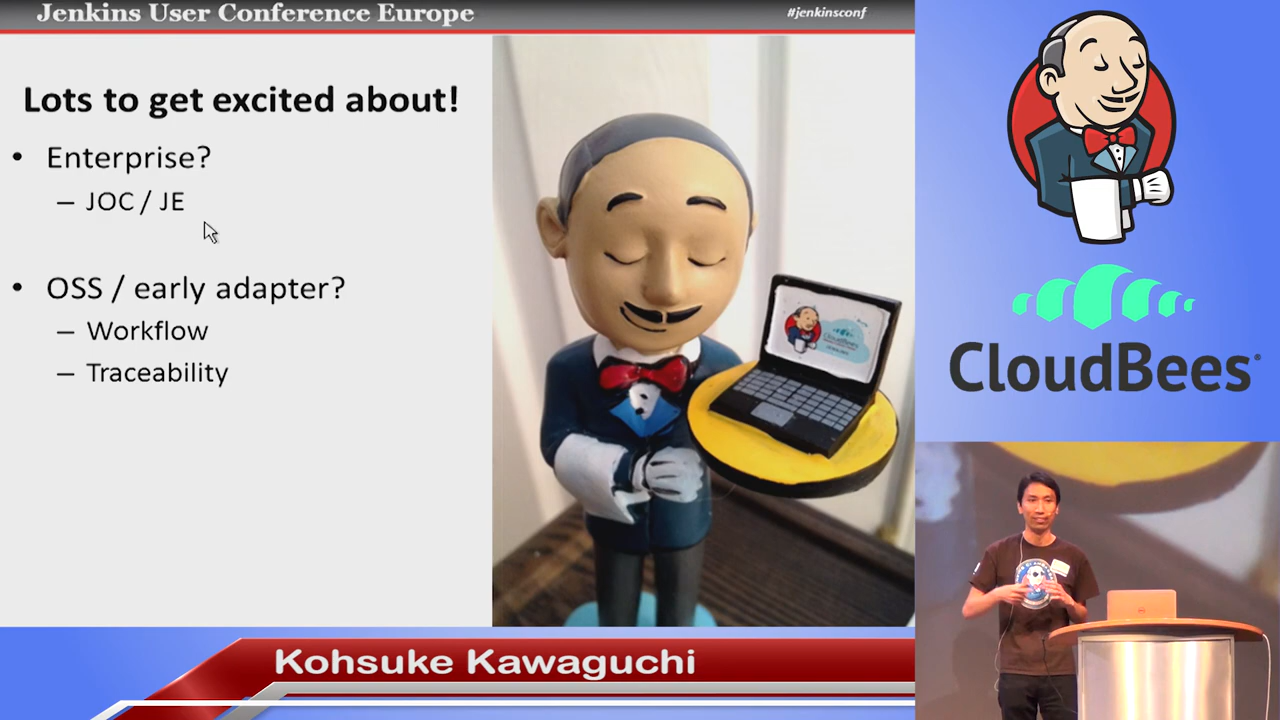 Jenkins User Conference Europe
#jenkinsconf
Lots to get excited about!
• Enterprise?
– JOC / JE
• OSS / early adapter?
– Workflow
– Traceability
CloudBees
CloudBees
Kohsuke Kawaguchi